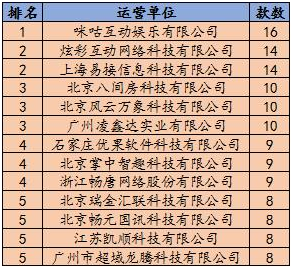 排名 运营单位 款数
1 咪咕互动娱乐有限公司 16
2 炫彩互动网络科技有限公司 14
2 上海易接信息科技有限公司 14
3 北京八间房科技有限公司 10
3 北京风云万象科技有限公司 10
3 广州凌鑫达实业有限公司 10
4 石家庄优果软件科技有限公司 9
4 北京掌中智趣科技有限公司 9
4 浙江畅唐网络股份有限公司 9
5 北京瑞金汇联科技有限公司 8
5 北京畅元国讯科技有限公司 8
5 江苏凯顺科技有限公司 8
5 广州市超域龙腾科技有限公司 8